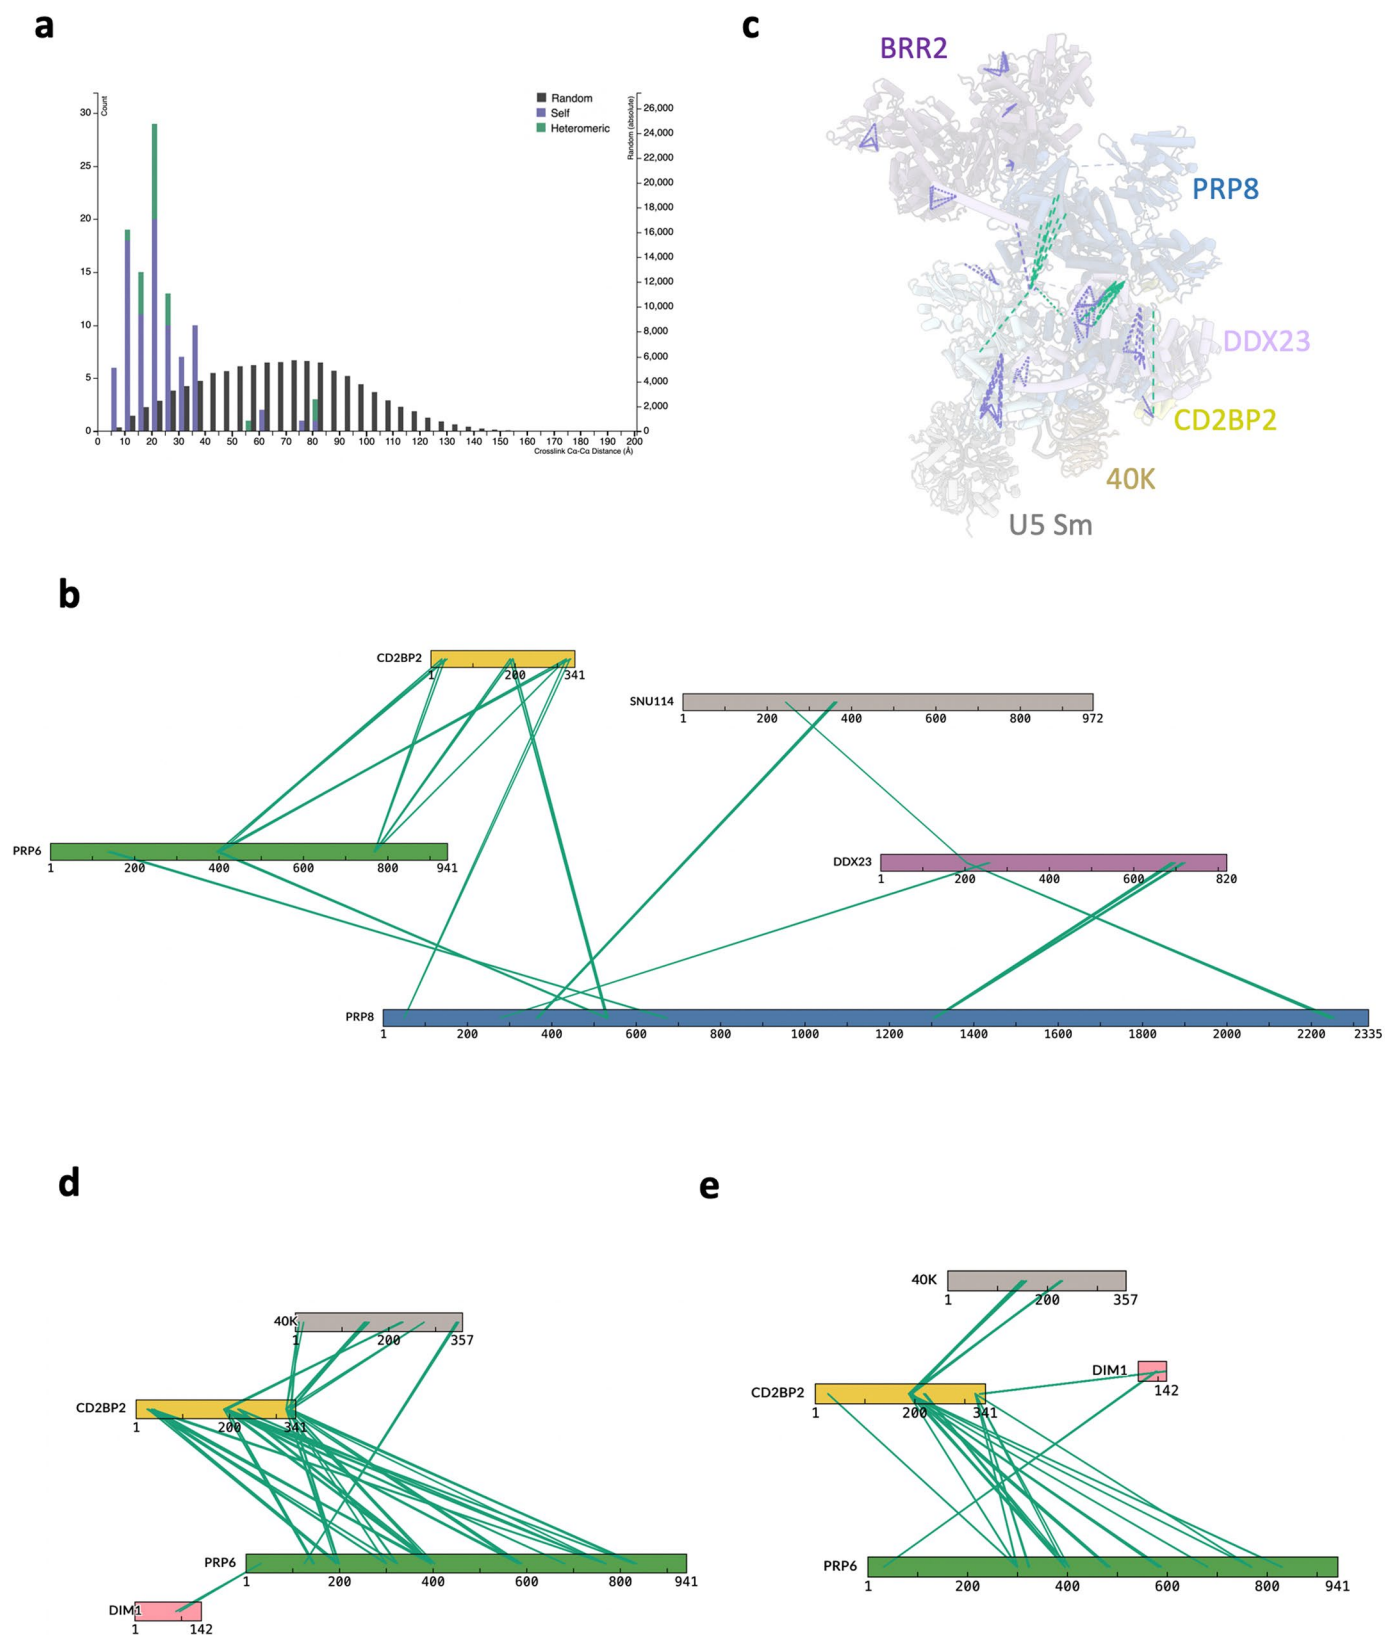 a
Count
Random (absolute)
Random
Self
Heteromeric
30
25
20
15
10
5
0
26,000
24,000
22,000
20,000
18,000
16,000
14,000
12,000
10,000
8,000
6,000
4,000
2,000
0
0 10 20 30 40 50 60 70 80 90 100 110 120 130 140 150 160 170 180 190 200
Crosslink Cα-Cα Distance (Å)
c
BRR2
PRP8
DDX23
CD2BP2
40K
U5 Sm
b
CD2BP2
1 200 341
SNU114
1 200 400 600 800 972
PRP6
1 200 400 600 800 941
DDX23
1 200 400 600 820
PRP8
1 200 400 600 800 1000 1200 1400 1600 1800 2000 2200 2335
d
40K
1 200 357
CD2BP2
1 200 341
PRP6
1 200 400 600 800 941
DIM1
1 142
e
40K
1 200 357
DIM1
142
CD2BP2
1 200 341
PRP6
1 200 400 600 800 941